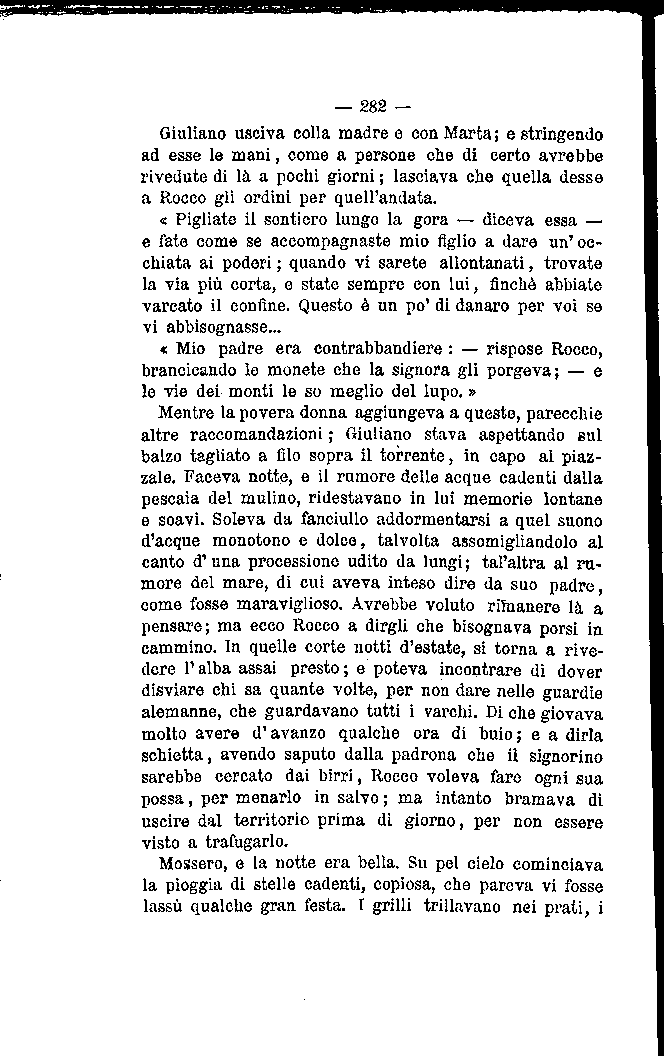 — 282 —
Giuliano usciva colla madre e con Marta; e stringendo
ad esse le mani, come a persone che di certo avrebbe
rivedute di là a pochi giorni; lasciava che quella desse
a Rocco gli ordini per quell'andata.
« Pigliate il sentiero lungo la gora — diceva essa —
e fate come se accompagnaste mio figlio a dare un' oc-
chiata ai poderi; quando vi sarete allontanati, trovate
la via più corta, e state sempre con lui, finchè abbiate
varcato il confine. Questo è un po' di danaro per voi se
vi abbisognasse...
« Mio padre era contrabbandiere: — rispose Rocco,
brancicando le monete che la signora gli porgeva; — e
le vie dei monti le so meglio del lupo. »
Mentre la povera donna aggiungeva a queste, parecchie
altre raccomandazioni; Giuliano stava aspettando sul
balzo tagliato a filo sopra il torrente, in capo al piaz-
zale. Faceva notte, e il rumore delle acque cadenti dalla
pescaia del mulino, ridestavano in lui memorie lontane
e soavi. Soleva da fanciullo addormentarsi a quel suono
d'acque monotono e dolce, talvolta assomigliandolo al
canto d' una processione udito da lungi; tal'altra al ru-
more del mare, di cui aveva inteso dire da suo padre,
come fosse maraviglioso. Avrebbe voluto rimanere là a
pensare; ma ecco Rocco a dirgli che bisognava porsi in
cammino. In quelle corte notti d'estate, si torna a rive-
dere l' alba assai presto; e poteva incontrare di dover
disviare chi sa quante volte, per non dare nelle guardie
alemanne, che guardavano tutti i varchi. Di che giovava
molto avere d' avanzo qualche ora di buio; e a dirla
schietta, avendo saputo dalla padrona che il signorino
sarebbe cercato dai birri, Rocco voleva fare ogni sua
possa, per menarlo in salvo; ma intanto bramava di
uscire dal territorio prima di giorno, per non essere
visto a trafugarlo.
Mossero, e la notte era bella. Su pel cielo cominciava
la pioggia di stelle cadenti, copiosa, che pareva vi fosse
lassù qualche gran festa. I grilli trillavano nei prati, i